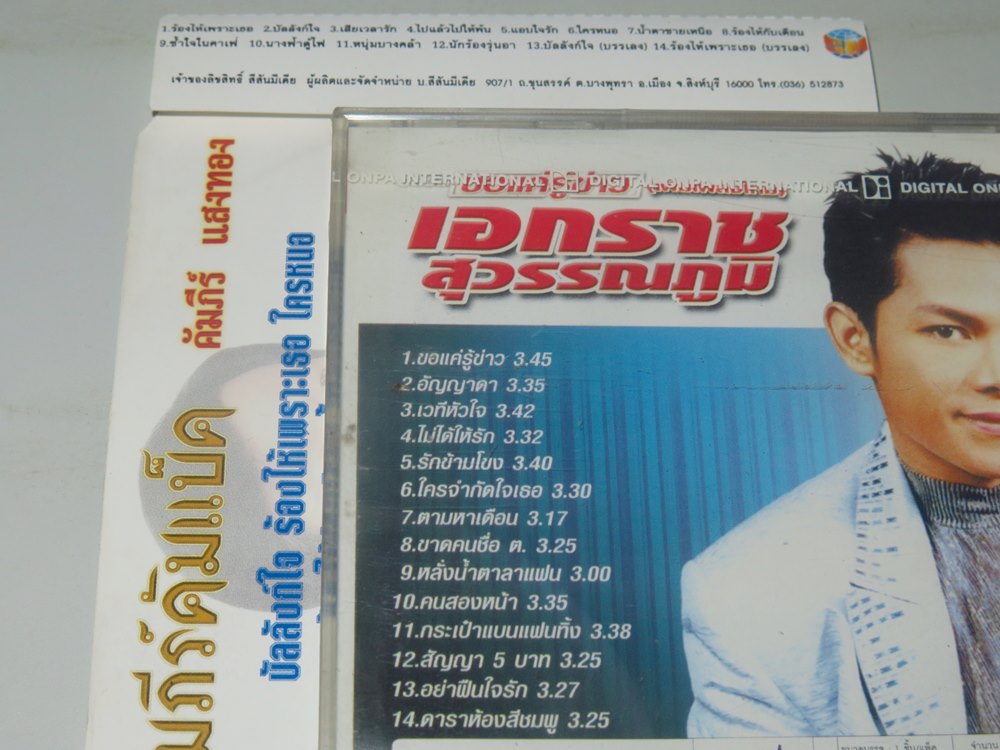 1.ร้องไห้เพราะเธอ 2.บัลลังก์ใจ 3.เสียเวลารัก 4.ไปแล้วไปให้พ้น 5.แอบใจรัก 6.ใครหนอ 7.น้ำตาชายเหนือ 8.ร้องไห้กับเดือน
9.ช้ำใจในคาเฟ่ 10.นางฟ้าตู้ไฟ 11.หนุ่มบางคล้า 12.นักร้องรุ่นอา 13.บัลลังก์ใจ (บรรเลง) 14.ร้องไห้เพราะเธอ (บรรเลง)
เจ้าของลิขสิทธิ์ สีสันมีเดีย ผู้ผลิตและจัดจำหน่าย บ.สีสันมีเดีย 907/1 ถ.ขุนสรรค์ ต.บางพุทรา อ.เมือง จ.สิงห์บุรี 16000 โทร.(036) 512873
คัมภีร์ แสงทอง
บัลลังก์ใจ ร้องไห้เพราะเธอ ใครหนอ
มภีร์ดัมแป็ด
L ONPA INTERNATIONAL DIGITAL ONPA INTERNATIONAL DIGITAL ONP
ขอแค่รู้ข่าว
เอกราช
สุวรรณภูมิ
1.ขอแค่รู้ข่าว 3.45
2.อัญญาดา 3.35
3.เวทีหัวใจ 3.42
4.ไม่ได้ให้รัก 3.32
5.รักข้ามโขง 3.40
6.ใครจำกัดใจเธอ 3.30
7.ตามหาเดือน 3.17
8.ขาดคนชื่อ ต. 3.25
9.หลั่งน้ำตาลาแฟน 3.00
10.คนสองหน้า 3.35
11.กระเป๋าแบนแฟนทิ้ง 3.38
12.สัญญา 5 บาท 3.25
13.อย่าฝืนใจรัก 3.27
14.ดาราห้องสีชมพู 3.25